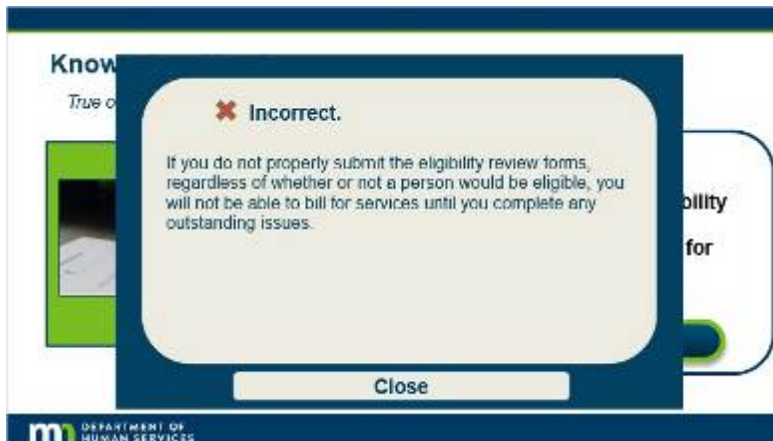 Know
True o
✖ Incorrect.
If you do not properly submit the eligibility review forms,
regardless of whether or not a person would be eligible, you
will not be able to bill for services until you complete any
outstanding issues.
bility
for
Close
DEPARTMENT OF
HUMAN SERVICES